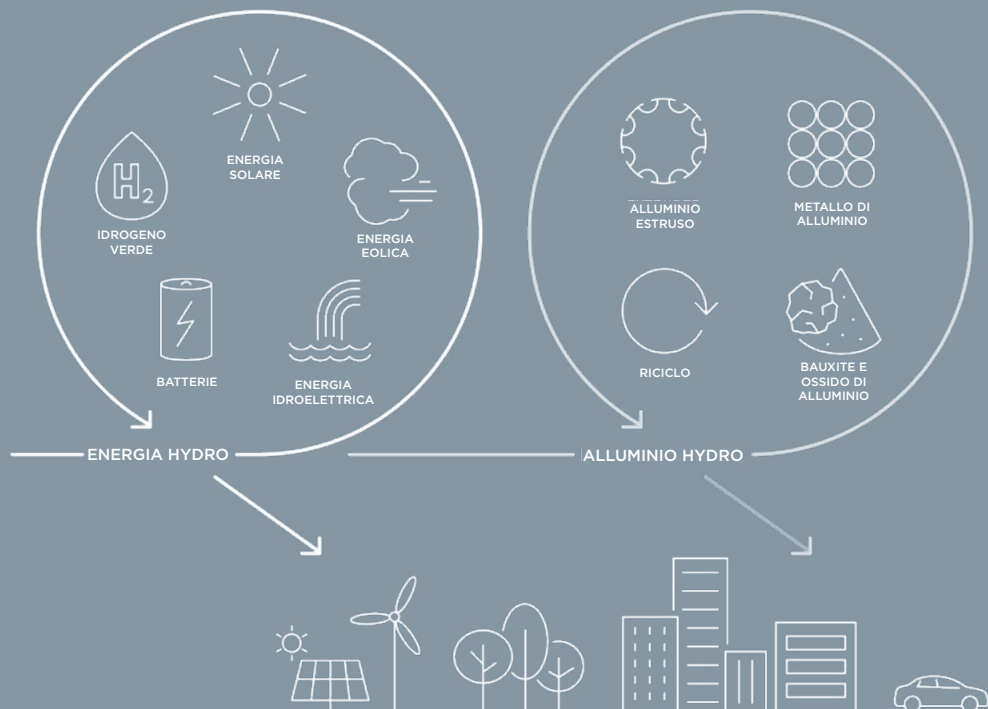 ENERGIA
SOLARE
H2
IDROGENO
VERDE
ENERGIA
EOLICA
BATTERIE
ENERGIA
IDROELETTRICA
ENERGIA HYDRO
ALLUMINIO
ESTRUSO
METALLO DI
ALLUMINIO
RICICLO
BAUXITE E
OSSIDO DI
ALLUMINIO
ALLUMINIO HYDRO